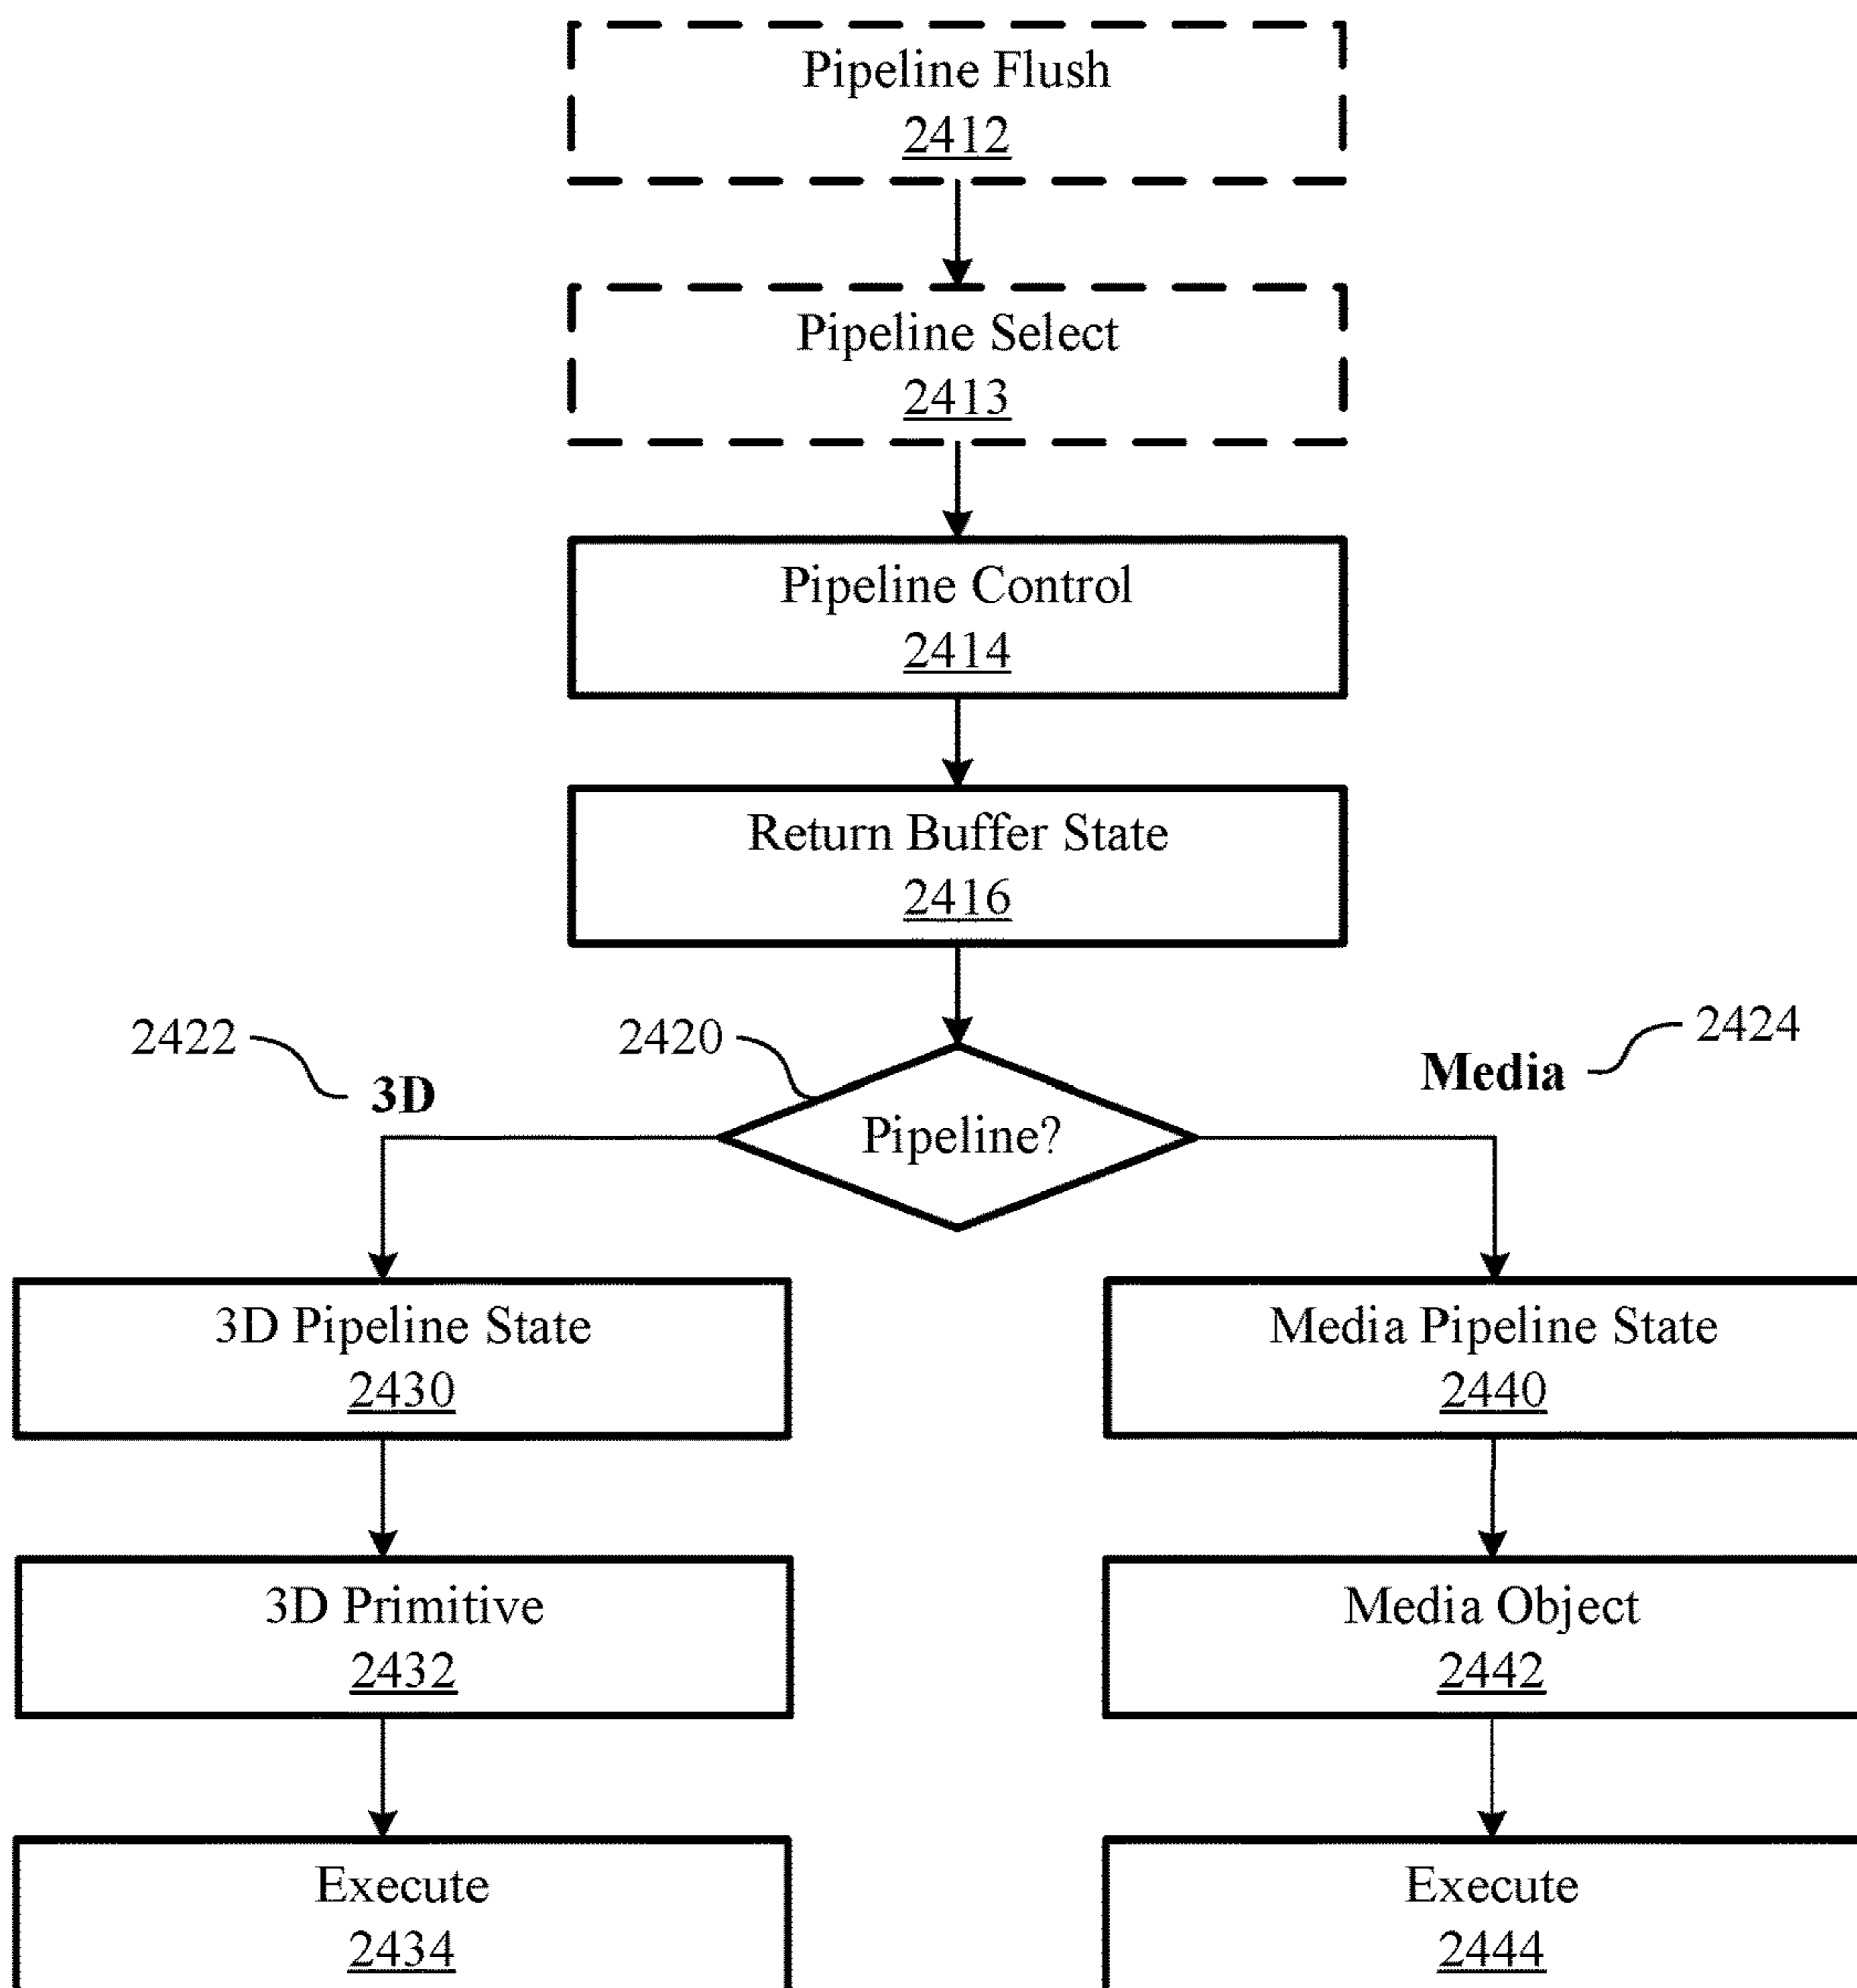 Pipeline Flush
2412
Pipeline Select
2413
Pipeline Control
2414
Return Buffer State
2416
2422
3D
2420
Pipeline?
Media
2424
3D Pipeline State
2430
Media Pipeline State
2440
3D Primitive
2432
Media Object
2442
Execute
2434
Execute
2444